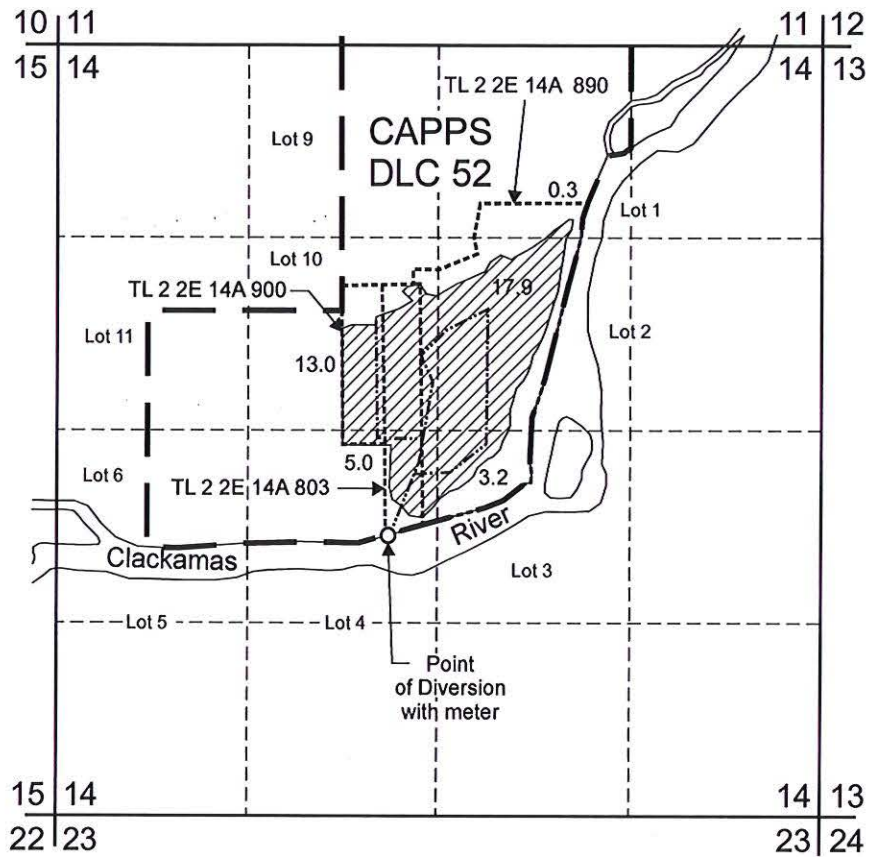 10 11
11 12
15 14
14 13
TL 2 2E 14A 890
Lot 9
CAPPS
DLC 52
0.3
Lot 1
Lot 10
TL 2 2E 14A 900
17.9
Lot 11
Lot 2
13.0
5.0
Lot 6
TL 2 2E 14A 803
3.2
River
Clackamas
Lot 3
Lot 5
Lot 4
Point
of Diversion
with meter
15 14
14 13
22 23
23 24